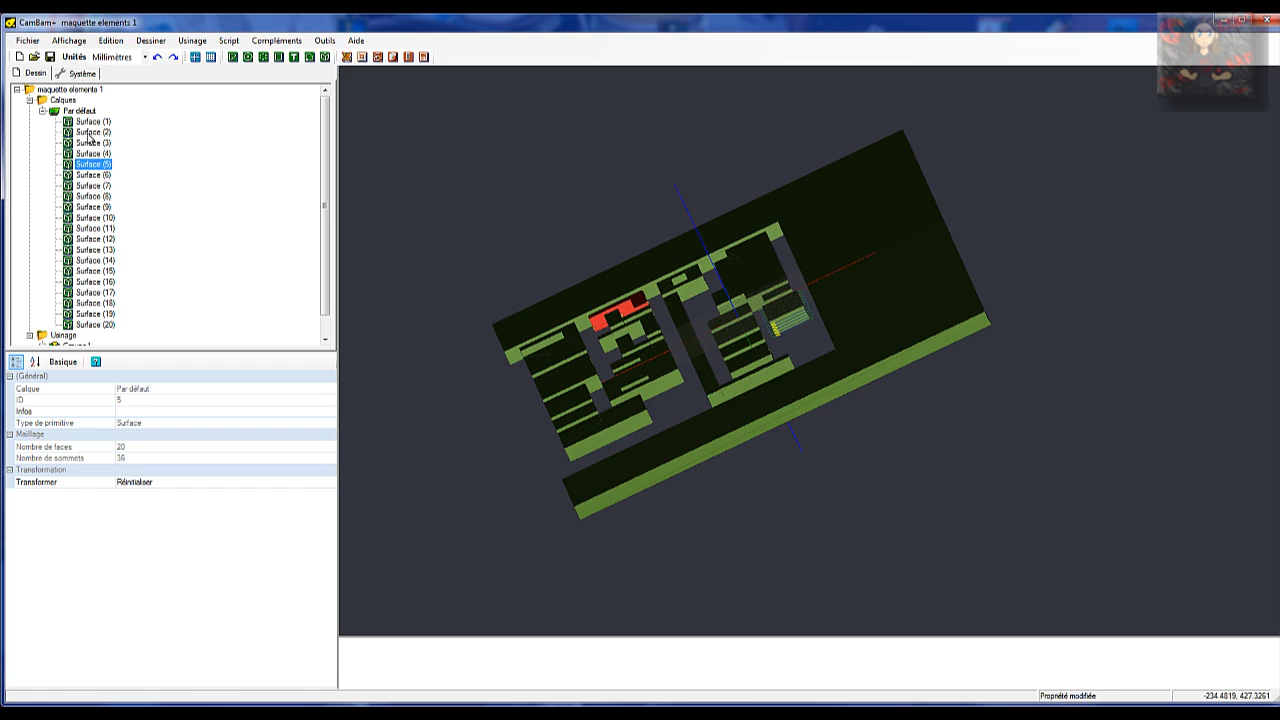 CamBam+ maquette elements 1
Fichier Affichage Edition Dessiner Usinage Script Compléments Outils Aide
Unités Millimètres
Dessin Système
maquette elements 1
Calques
Par défaut
Surface (1)
Surface (2)
Surface (3)
Surface (4)
Surface (5)
Surface (6)
Surface (7)
Surface (8)
Surface (9)
Surface (10)
Surface (11)
Surface (12)
Surface (13)
Surface (14)
Surface (15)
Surface (16)
Surface (17)
Surface (18)
Surface (19)
Surface (20)
Usinage
Basique
(Général)
Calque Par défaut
ID 5
Infos
Type de primitive Surface
Maillage
Nombre de faces 20
Nombre de sommets 36
Transformation
Transformer Réinitialiser
Propriété modifiée -234.4819, 427.3261